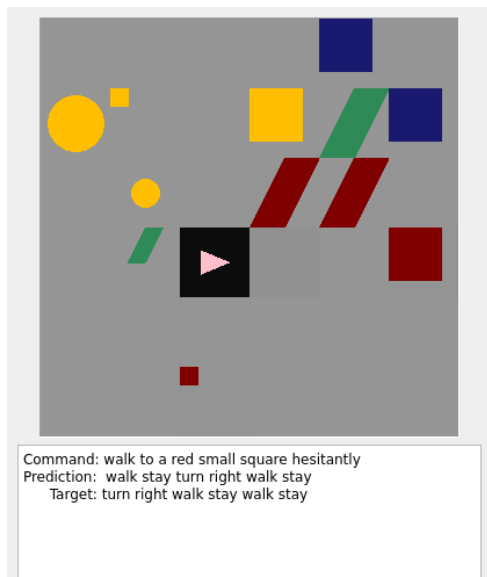 Command: walk to a red small square hesitantly
Prediction:  walk stay turn right walk stay
Target: turn right walk stay walk stay